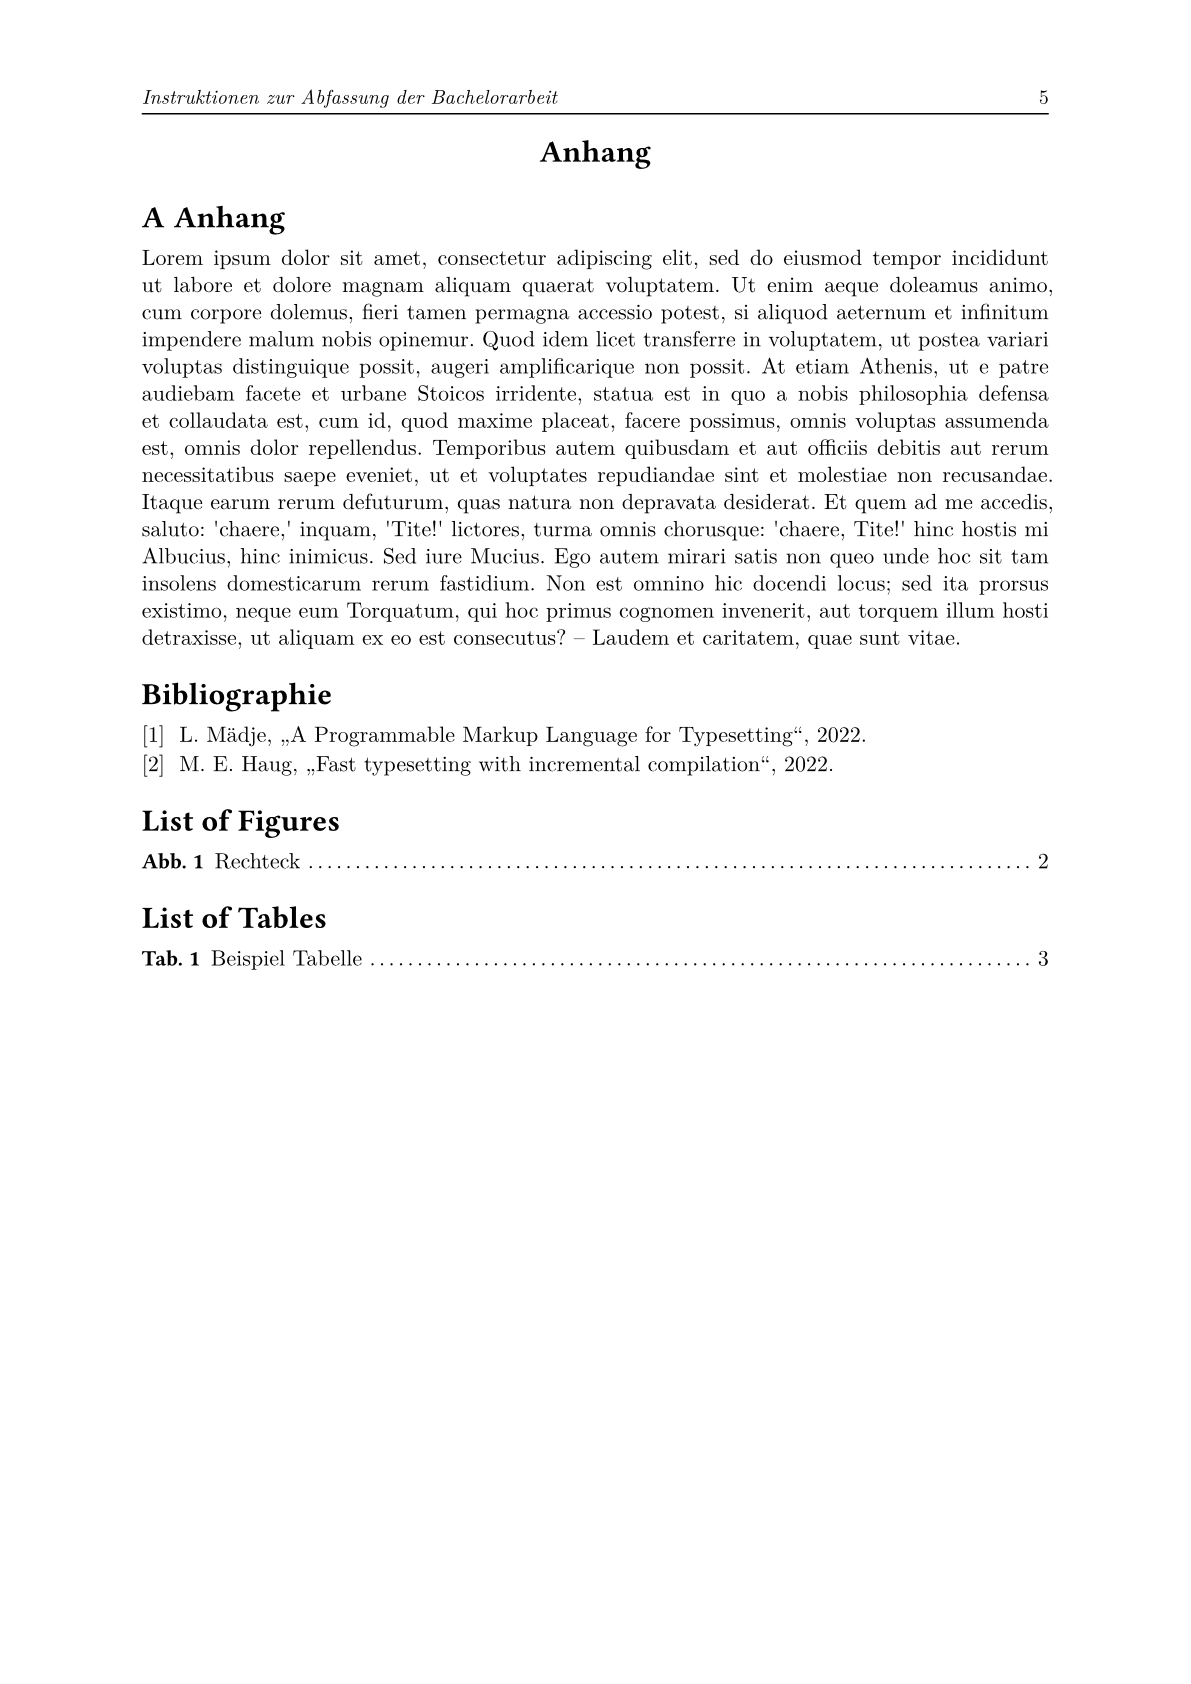 Instruktionen zur Abfassung der Bachelorarbeit 5
Anhang
A Anhang
Lorem ipsum dolor sit amet, consectetur adipiscing elit, sed do eiusmod tempor incididunt
ut labore et dolore magnam aliquam quaerat voluptatem. Ut enim aeque doleamus animo,
cum corpore dolemus, fieri tamen permagna accessio potest, si aliquod aeternum et infinitum
impendere malum nobis opinemur. Quod idem licet transferre in voluptatem, ut postea variari
voluptas distinguique possit, augeri amplificarique non possit. At etiam Athenis, ut e patre
audiebam facete et urbane Stoicos irridente, statua est in quo a nobis philosophia defensa
et collaudata est, cum id, quod maxime placeat, facere possimus, omnis voluptas assumenda
est, omnis dolor repellendus. Temporibus autem quibusdam et aut officiis debitis aut rerum
necessitatibus saepe eveniet, ut et voluptates repudiandae sint et molestiae non recusandae.
Itaque earum rerum defuturum, quas natura non depravata desiderat. Et quem ad me accedis,
saluto: 'chaere,' inquam, 'Tite!' lictores, turma omnis chorusque: 'chaere, Tite!' hinc hostis mi
Albucius, hinc inimicus. Sed iure Mucius. Ego autem mirari satis non queo unde hoc sit tam
insolens domesticarum rerum fastidium. Non est omnino hic docendi locus; sed ita prorsus
existimo, neque eum Torquatum, qui hoc primus cognomen invenerit, aut torquem illum hosti
detraxisse, ut aliquam ex eo est consecutus? – Laudem et caritatem, quae sunt vitae.
Bibliographie
[1] L. Mädje, „A Programmable Markup Language for Typesetting“, 2022.
[2] M. E. Haug, „Fast typesetting with incremental compilation“, 2022.
List of Figures
Abb. 1 Rechteck ........................................................................... 2
List of Tables
Tab. 1 Beispiel Tabelle .................................................................... 3